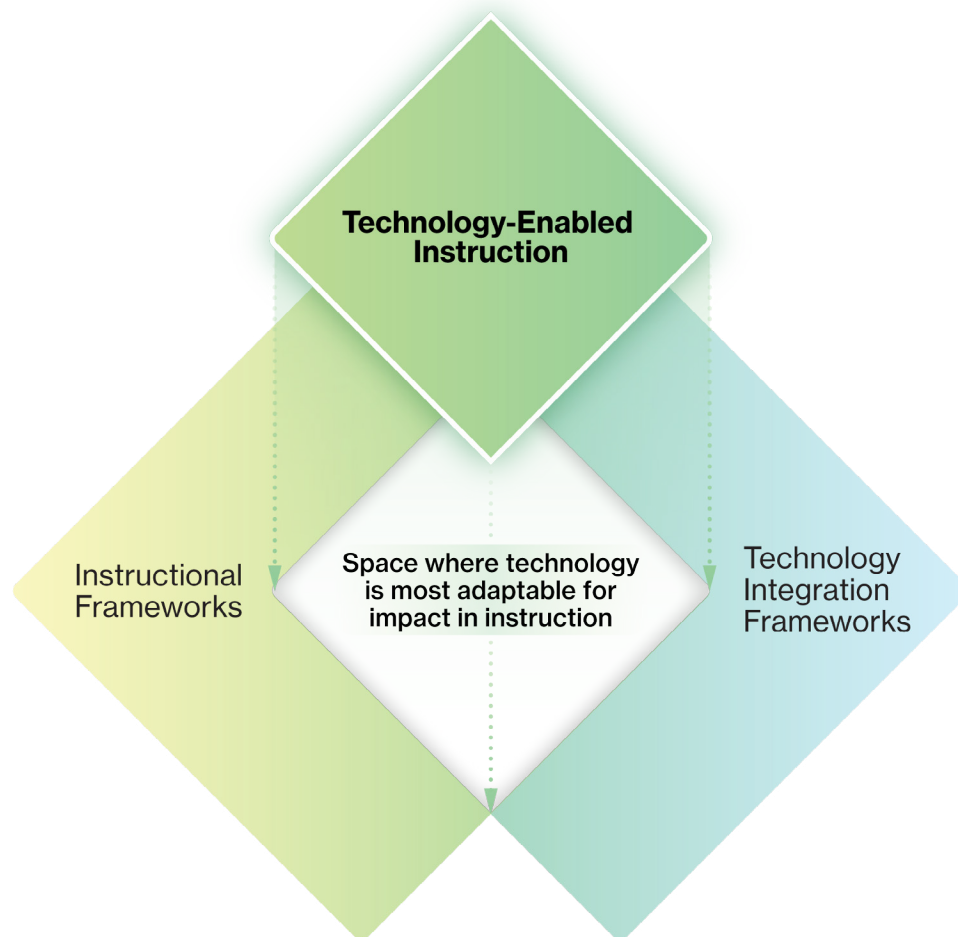 Technology-Enabled
Instruction
Instructional
Frameworks
Space where technology
is most adaptable for
impact in instruction
Technology
Integration
Frameworks